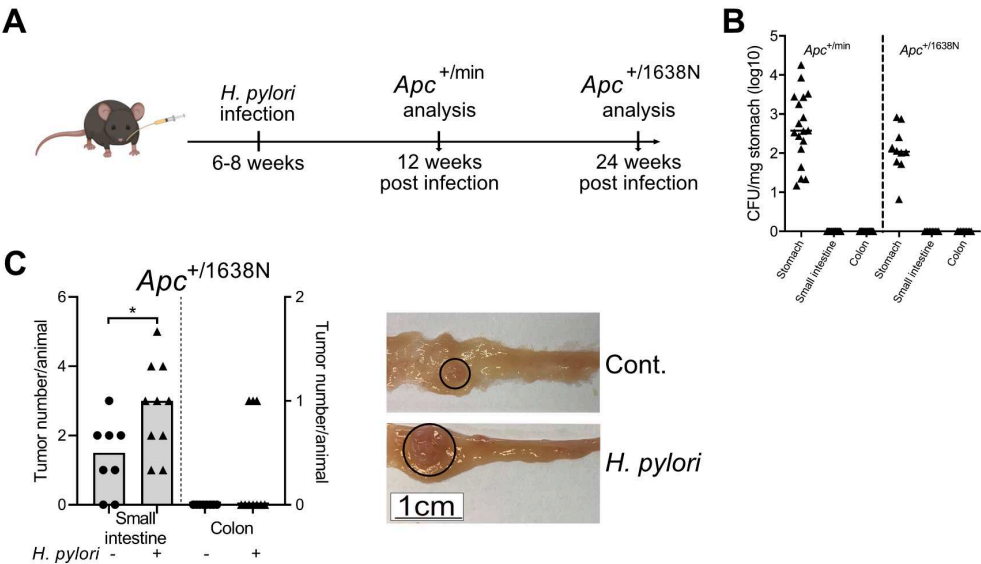 A
H. pylori
infection
6-8 weeks
Apc+/min
analysis
12 weeks
post infection
Apc+/1638N
analysis
24 weeks
post infection
B
CFU/mg stomach (log10)
5
4
3
2
1
0
Apc+/min
Apc+/1638N
Stomach
Small intestine
Colon
Stomach
Small intestine
Colon
C
Apc+/1638N
Tumor number/animal
6
4
2
0
*
2
1
0
Tumor number/animal
Small
intestine
Colon
H. pylori - + - +
Cont.
H. pylori
1cm